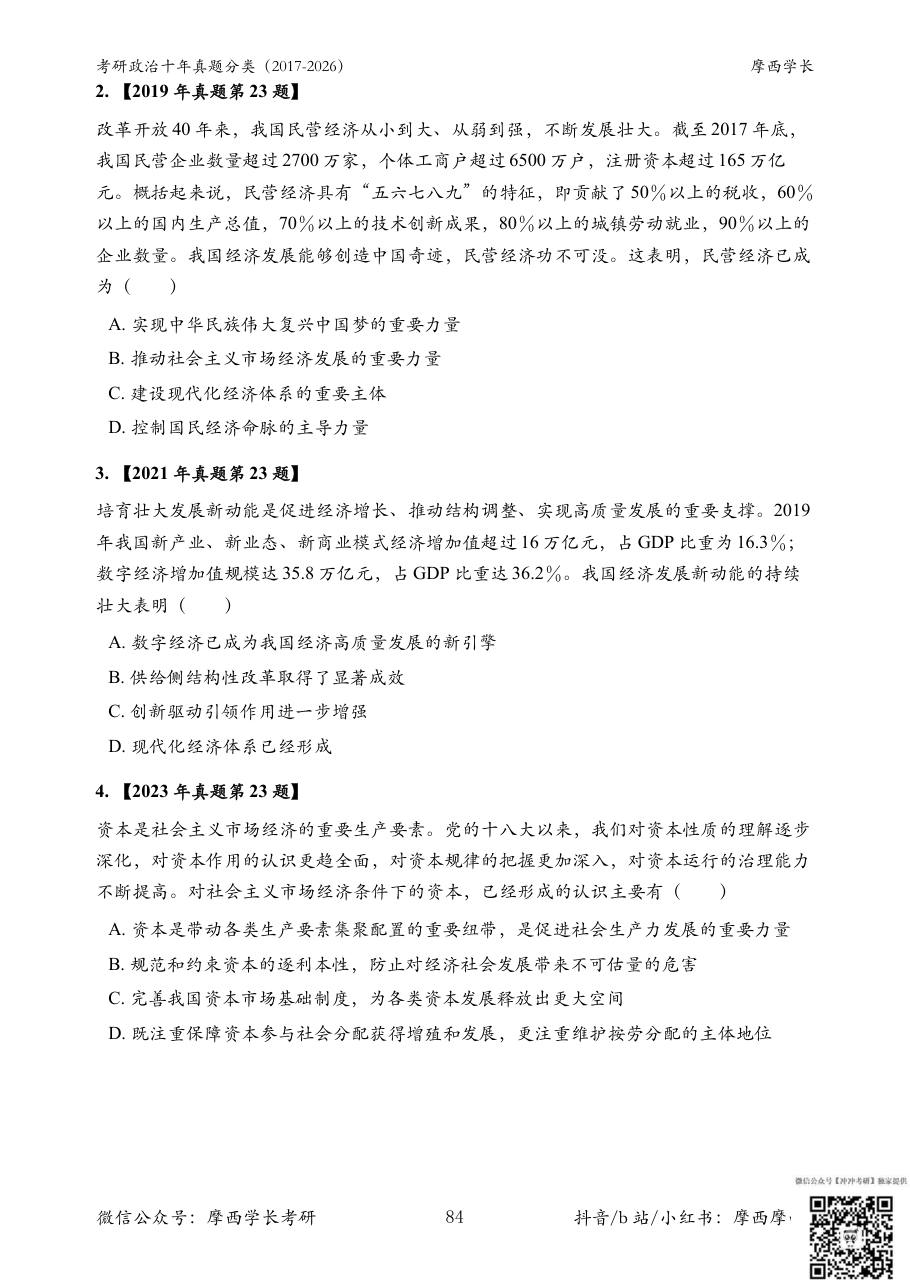 考研政治十年真题分类（2017-2026） 摩西学长
2. 【2019 年真题第 23 题】
改革开放 40 年来，我国民营经济从小到大、从弱到强，不断发展壮大。截至 2017 年底，
我国民营企业数量超过 2700 万家，个体工商户超过 6500 万户，注册资本超过 165 万亿
元。概括起来说，民营经济具有“五六七八九”的特征，即贡献了 50%以上的税收，60%
以上的国内生产总值，70%以上的技术创新成果，80%以上的城镇劳动就业，90%以上的
企业数量。我国经济发展能够创造中国奇迹，民营经济功不可没。这表明，民营经济已成
为（　　）
A. 实现中华民族伟大复兴中国梦的重要力量
B. 推动社会主义市场经济发展的重要力量
C. 建设现代化经济体系的重要主体
D. 控制国民经济命脉的主导力量
3. 【2021 年真题第 23 题】
培育壮大发展新动能是促进经济增长、推动结构调整、实现高质量发展的重要支撑。2019
年我国新产业、新业态、新商业模式经济增加值超过 16 万亿元，占 GDP 比重为 16.3%；
数字经济增加值规模达 35.8 万亿元，占 GDP 比重达 36.2%。我国经济发展新动能的持续
壮大表明（　　）
A. 数字经济已成为我国经济高质量发展的新引擎
B. 供给侧结构性改革取得了显著成效
C. 创新驱动引领作用进一步增强
D. 现代化经济体系已经形成
4. 【2023 年真题第 23 题】
资本是社会主义市场经济的重要生产要素。党的十八大以来，我们对资本性质的理解逐步
深化，对资本作用的认识更趋全面，对资本规律的把握更加深入，对资本运行的治理能力
不断提高。对社会主义市场经济条件下的资本，已经形成的认识主要有（　　）
A. 资本是带动各类生产要素集聚配置的重要纽带，是促进社会生产力发展的重要力量
B. 规范和约束资本的逐利本性，防止对经济社会发展带来不可估量的危害
C. 完善我国资本市场基础制度，为各类资本发展释放出更大空间
D. 既注重保障资本参与社会分配获得增殖和发展，更注重维护按劳分配的主体地位
微信公众号【冲冲考研】独家提供
微信公众号：摩西学长考研 84 抖音/b 站/小红书：摩西摩